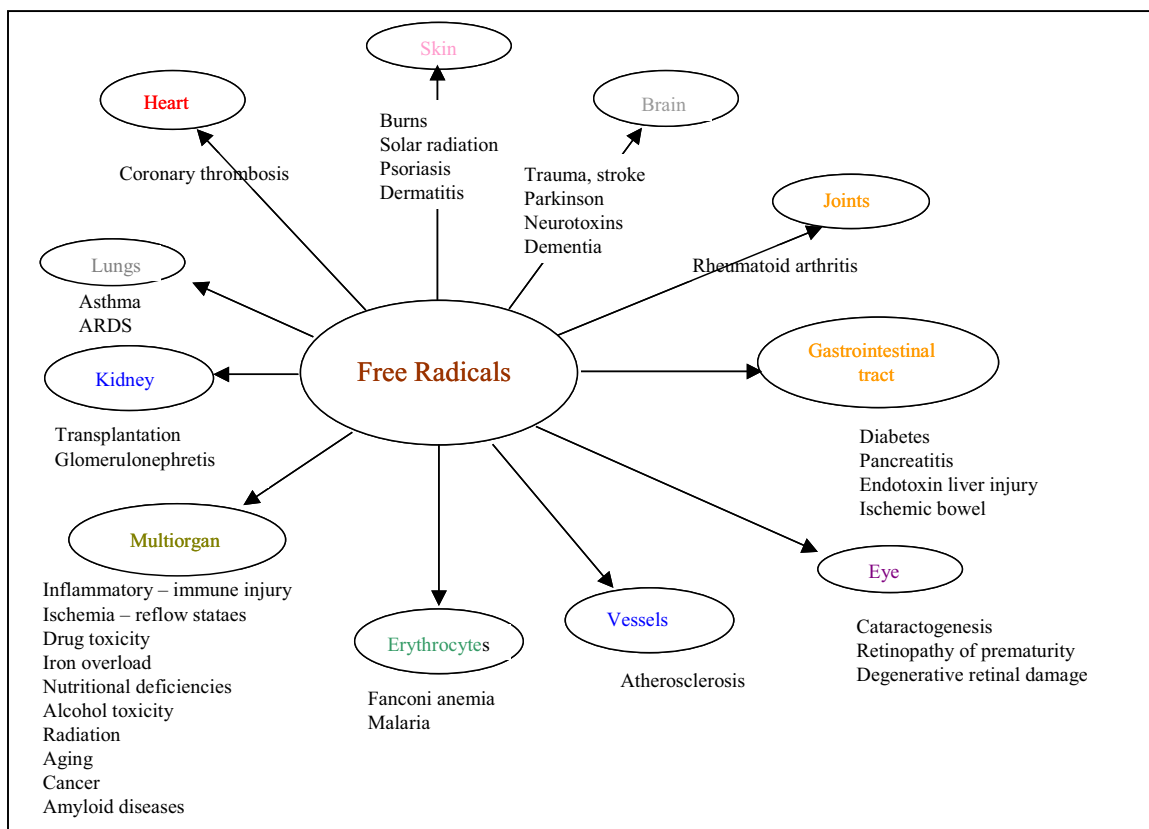 Skin
Heart
Brain
Burns
Solar radiation
Psoriasis
Dermatitis
Coronary thrombosis
Trauma, stroke
Parkinson
Neurotoxins
Dementia
Joints
Rheumatoid arthritis
Lungs
Asthma
ARDS
Free Radicals
Gastrointestinal
tract
Kidney
Transplantation
Glomerulonephretis
Diabetes
Pancreatitis
Endotoxin liver injury
Ischemic bowel
Multiorgan
Inflammatory – immune injury
Ischemia – reflow stataes
Drug toxicity
Iron overload
Nutritional deficiencies
Alcohol toxicity
Radiation
Aging
Cancer
Amyloid diseases
Erythrocytes
Fanconi anemia
Malaria
Vessels
Atherosclerosis
Eye
Cataractogenesis
Retinopathy of prematurity
Degenerative retinal damage